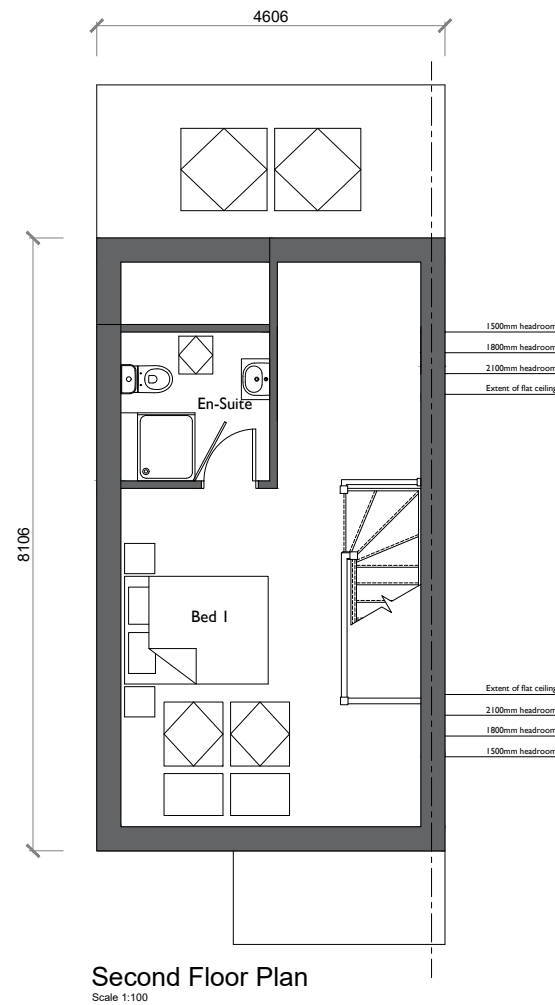 4606
1500mm headroom
1800mm headroom
2100mm headroom
Extent of flat ceiling
En-Suite
8106
Bed 1
Extent of flat ceiling
2100mm headroom
1800mm headroom
1500mm headroom
Second Floor Plan
Scale 1:100